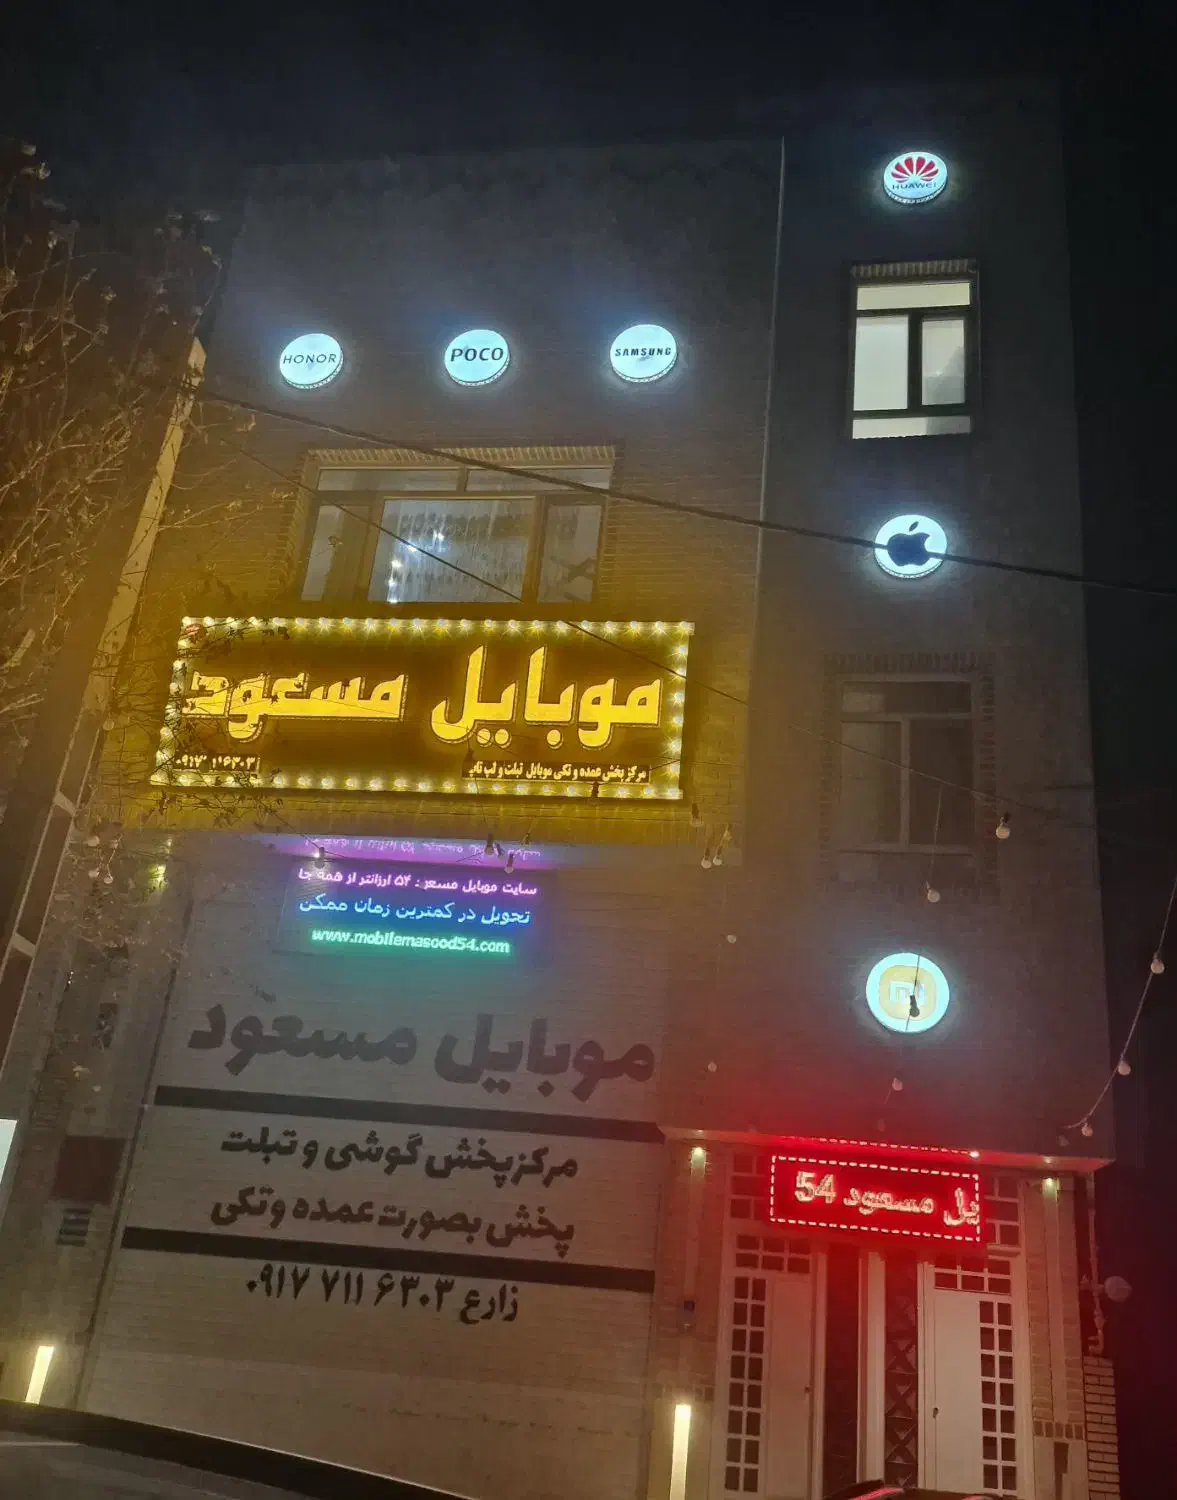 HUAWEI
HONOR
POCO
SAMSUNG
موبایل مسعود
مرکز پخش عمده و تکی موبایل تبلت و لپ تاپ
سایت موبایل مسعود ۵۴ ارزانتر از همه جا
تحویل در کمترین زمان ممکن
www.mobilemasood54.com
mi
موبایل مسعود
مرکز پخش گوشی و تبلت
پخش بصورت عمده و تکی
زارع ۰۹۱۷ ۷۱۱ ۶۳۰۳
یل مسعود 54